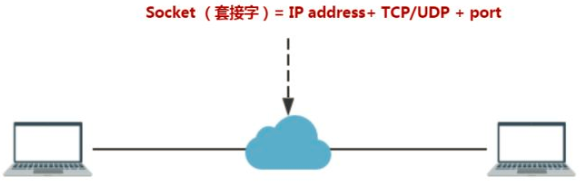 Socket（套接字）= IP address+ TCP/UDP + port